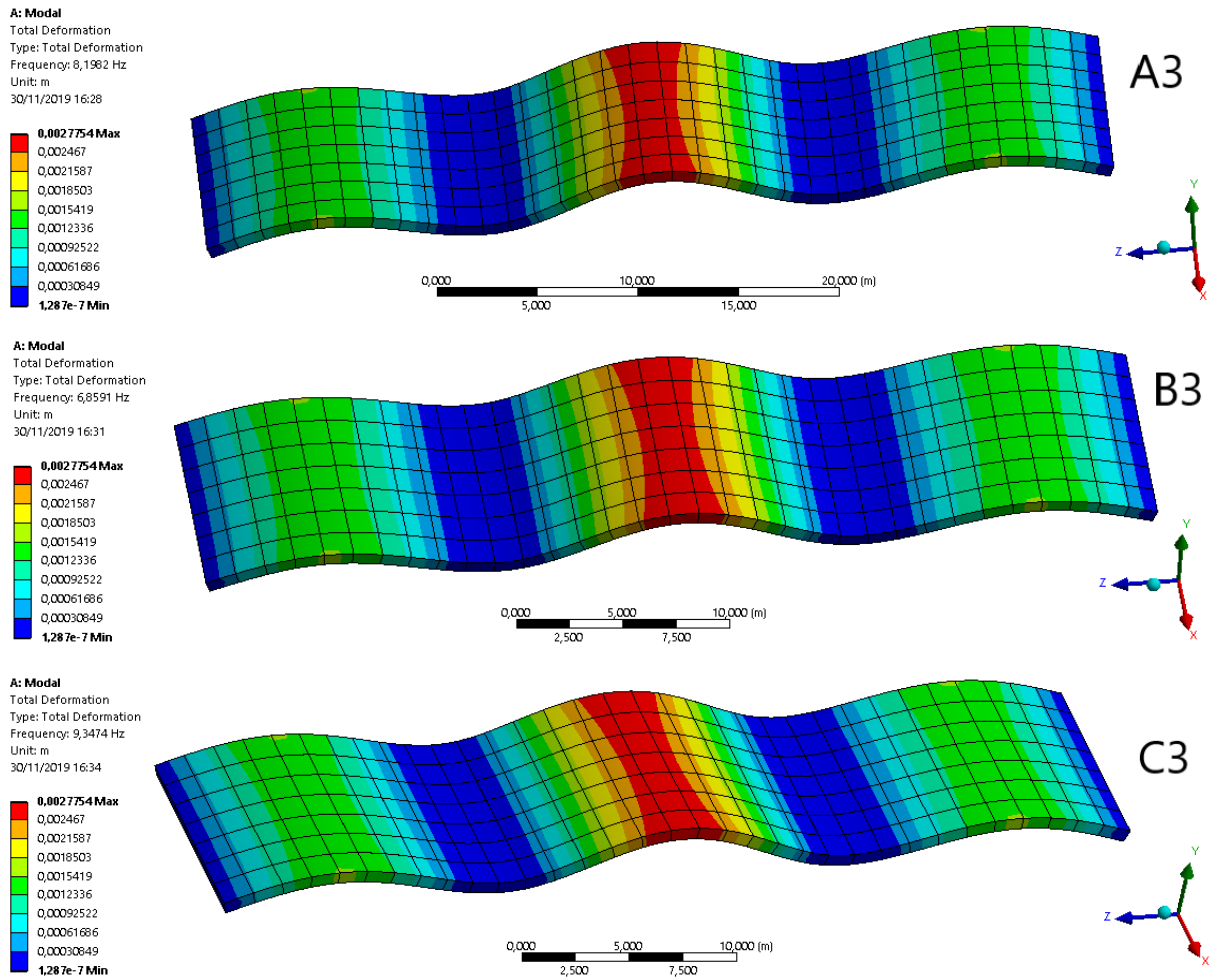 A: Modal
Total Deformation
Type: Total Deformation
Frequency: 8,1982 Hz
Unit: m
30/11/2019 16:28
0,0027754 Max
0,002467
0,0021587
0,0018503
0,0015419
0,0012336
0,00092522
0,00061686
0,00030849
1,287e-7 Min
A3
0,000 10,000 20,000 (m)
5,000 15,000
Y
Z
X
A: Modal
Total Deformation
Type: Total Deformation
Frequency: 6,8591 Hz
Unit: m
30/11/2019 16:31
0,0027754 Max
0,002467
0,0021587
0,0018503
0,0015419
0,0012336
0,00092522
0,00061686
0,00030849
1,287e-7 Min
B3
0,000 5,000 10,000 (m)
2,500 7,500
Y
Z
X
A: Modal
Total Deformation
Type: Total Deformation
Frequency: 9,3474 Hz
Unit: m
30/11/2019 16:34
0,0027754 Max
0,002467
0,0021587
0,0018503
0,0015419
0,0012336
0,00092522
0,00061686
0,00030849
1,287e-7 Min
C3
0,000 5,000 10,000 (m)
2,500 7,500
Y
Z
X